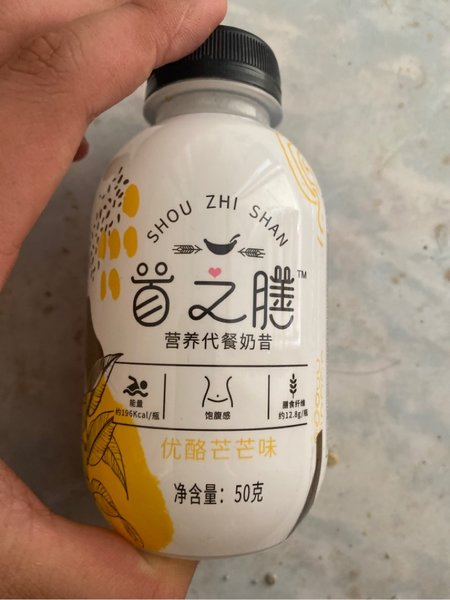 SHOU ZHI SHAN
首之膳™
营养代餐奶昔
能量
约196Kcal/瓶
饱腹感
膳食纤维
约12.8g/瓶
优酪芒芒味
净含量：50克